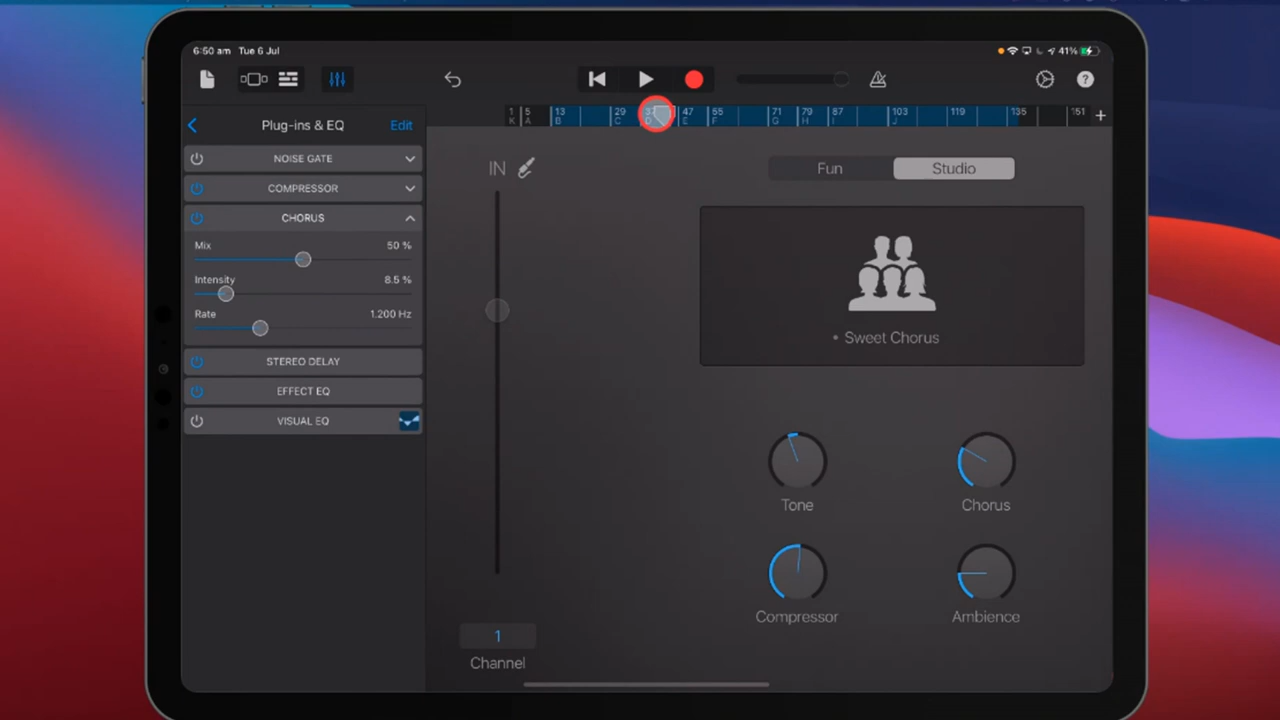 6:50 am Tue 6 Jul
41%
1 5 13 29 37 47 55 71 79 87 103 119 135 151 +
K A B C D E F G H I J
Plug-ins & EQ Edit
NOISE GATE
COMPRESSOR
CHORUS
Mix 50 %
Intensity 8.5 %
Rate 1.200 Hz
STEREO DELAY
EFFECT EQ
VISUAL EQ
IN
Fun Studio
• Sweet Chorus
Tone Chorus
Compressor Ambience
1
Channel